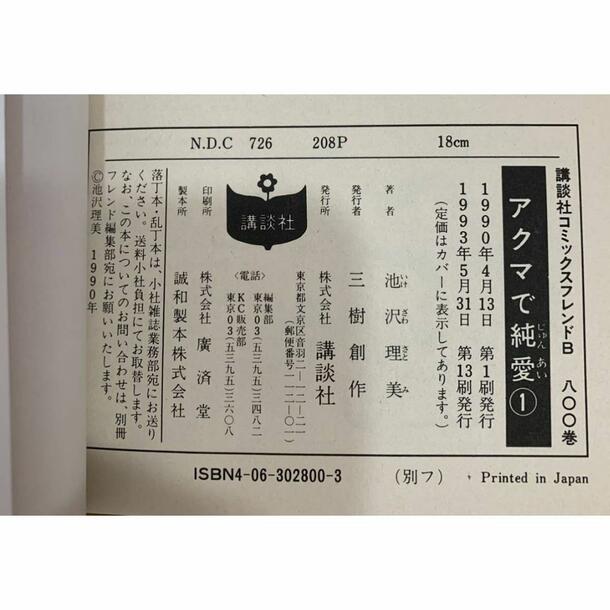 N.D.C 726 208P 18cm
講談社コミックスフレンドB 八〇〇巻
アクマで純愛①
じゅん あい
1990年4月13日 第1刷発行
1993年5月31日 第13刷発行
(定価はカバーに表示してあります。)
著者 池沢理美
いけ ざわ さと み
発行者 三樹創作
発行所 株式会社 講談社
東京都文京区音羽二―一二―二一
(郵便番号一一二―〇一)
〈電話〉
編集部
東京03(五三九五)三四八二
KC販売部
東京03(五三九五)三六〇八
講談社
印刷所 株式会社 廣済堂
製本所 誠和製本株式会社
落丁本・乱丁本は、小社雑誌業務部宛にお送り
ください。送料小社負担にてお取替します。
なお、この本についてのお問い合わせは、別冊
フレンド編集部宛にお願いいたします。
©池沢理美 1990年
ISBN4-06-302800-3 (別フ) Printed in Japan